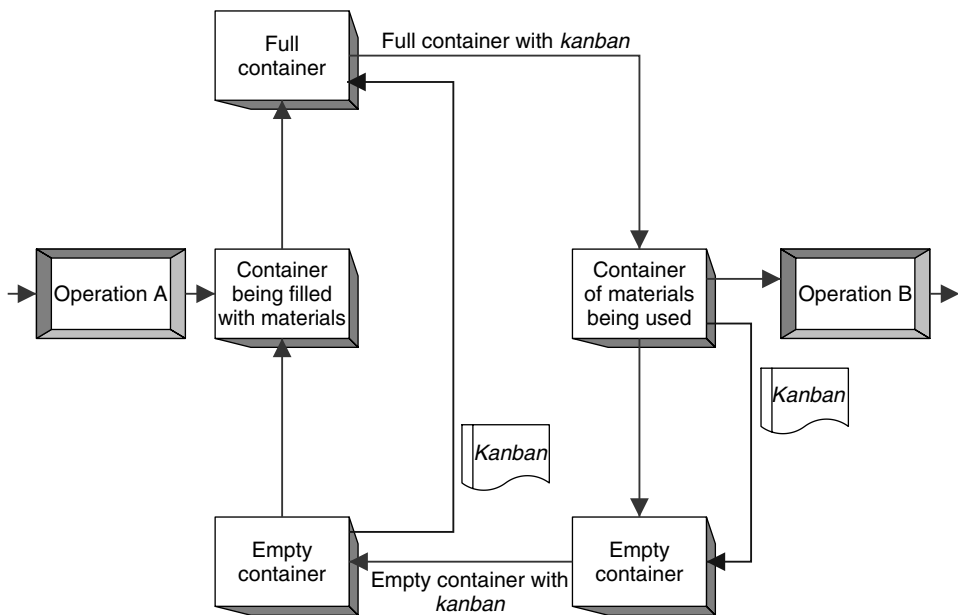 Full
container
Full container with kanban
Operation A
Container
being filled
with materials
Container
of materials
being used
Operation B
Kanban
Kanban
Empty
container
Empty container with
kanban
Empty
container